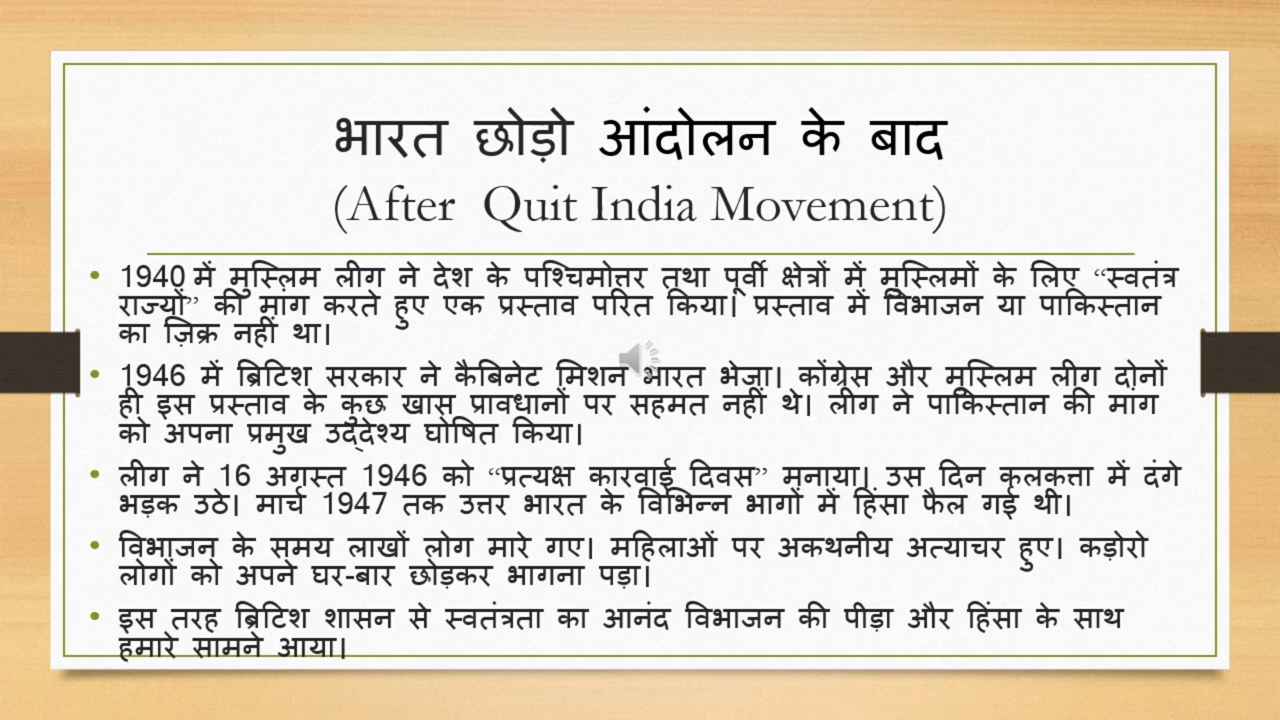 भारत छोड़ो आंदोलन के बाद
(After Quit India Movement)
• 1940 में मुस्लिम लीग ने देश के पश्चिमोत्तर तथा पूर्वी क्षेत्रों में मुस्लिमों के लिए “स्वतंत्र
राज्यों” की मांग करते हुए एक प्रस्ताव परित किया। प्रस्ताव में विभाजन या पाकिस्तान
का ज़िक्र नहीं था।
• 1946 में ब्रिटिश सरकार ने कैबिनेट मिशन भारत भेजा। कोंग्रेस और मुस्लिम लीग दोनों
ही इस प्रस्ताव के कुछ खास प्रावधानों पर सहमत नहीं थे। लीग ने पाकिस्तान की मांग
को अपना प्रमुख उद्देश्य घोषित किया।
• लीग ने 16 अगस्त 1946 को “प्रत्यक्ष कारवाई दिवस” मनाया। उस दिन कलकत्ता में दंगे
भड़क उठे। मार्च 1947 तक उत्तर भारत के विभिन्न भागों में हिंसा फैल गई थी।
• विभाजन के समय लाखों लोग मारे गए। महिलाओं पर अकथनीय अत्याचर हुए। कड़ोरो
लोगों को अपने घर-बार छोड़कर भागना पड़ा।
• इस तरह ब्रिटिश शासन से स्वतंत्रता का आनंद विभाजन की पीड़ा और हिंसा के साथ
हमारे सामने आया।